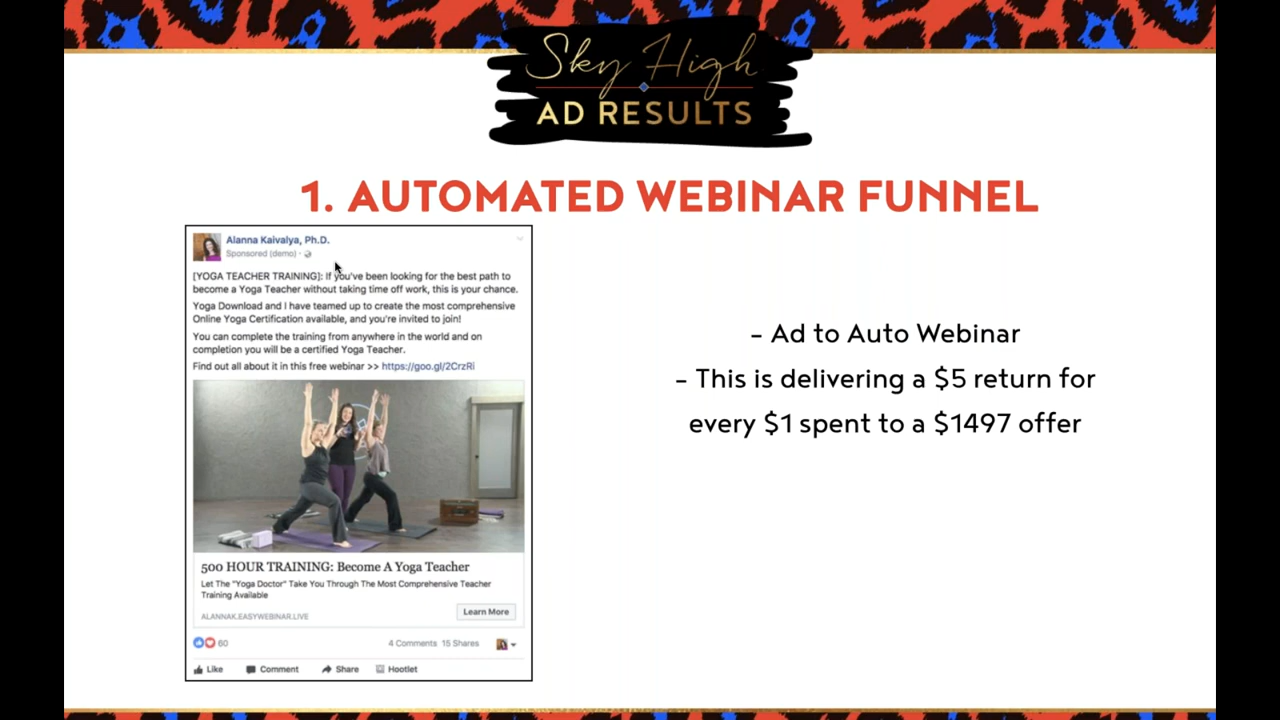 Sky High
AD RESULTS
1. AUTOMATED WEBINAR FUNNEL
Alanna Kaivalya, Ph.D.
Sponsored (demo) ·
[YOGA TEACHER TRAINING]: If you've been looking for the best path to
become a Yoga Teacher without taking time off work, this is your chance.
Yoga Download and I have teamed up to create the most comprehensive
Online Yoga Certification available, and you're invited to join!
You can complete the training from anywhere in the world and on
completion you will be a certified Yoga Teacher.
Find out all about it in this free webinar >> https://goo.gl/2CrzRi
500 HOUR TRAINING: Become A Yoga Teacher
Let The "Yoga Doctor" Take You Through The Most Comprehensive Teacher
Training Available
ALANNAK.EASYWEBINAR.LIVE
Learn More
60
4 Comments 15 Shares
Like Comment Share Hootlet
- Ad to Auto Webinar
- This is delivering a $5 return for
every $1 spent to a $1497 offer